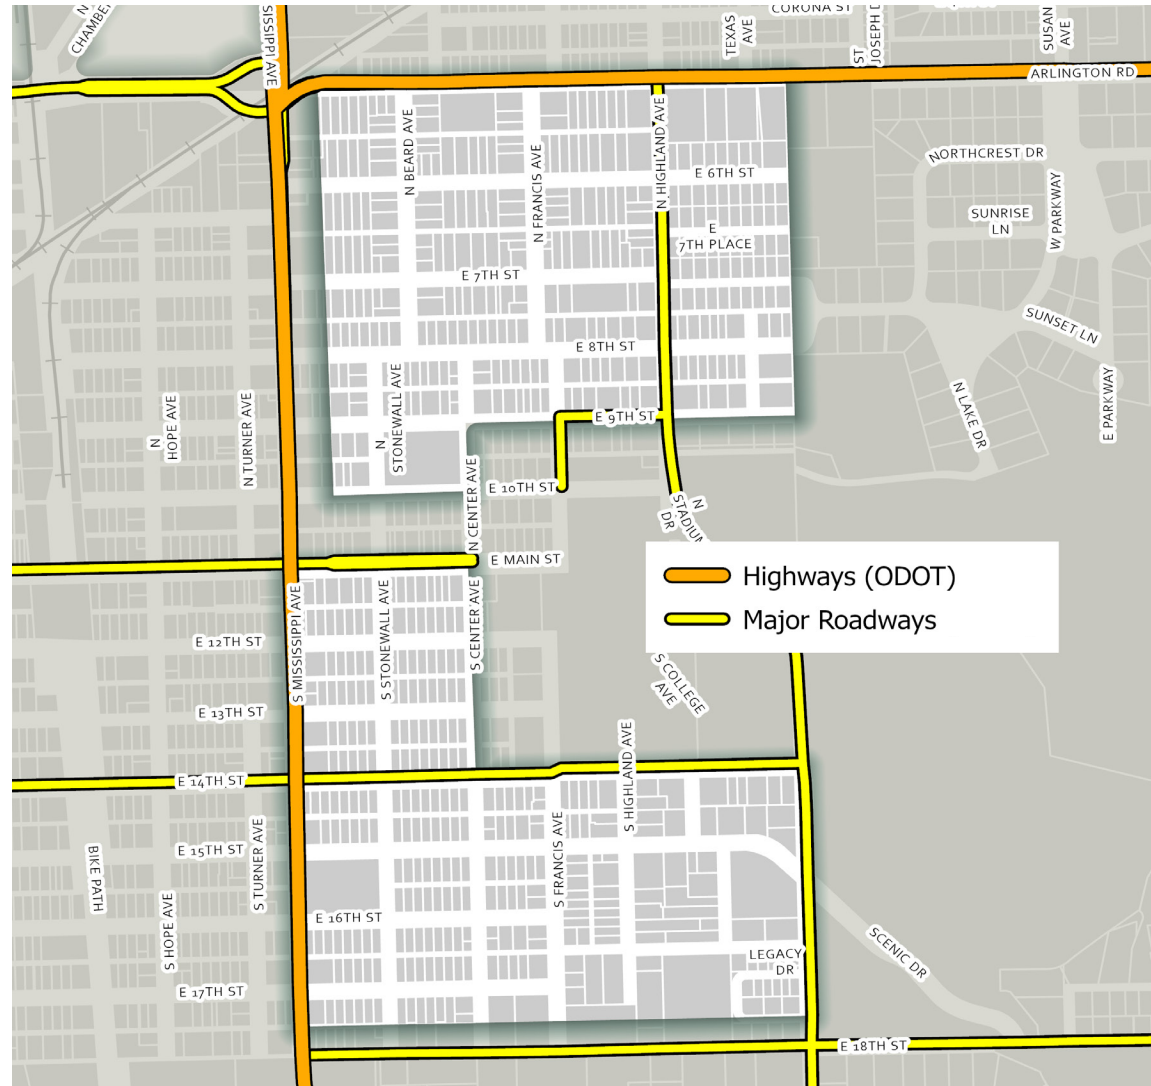 N
CHAMBER
SISSIPPI AVE
TEXAS
AVE
CORONA ST
ST
JOSEPH D
SUSAN
AVE
ARLINGTON RD
N BEARD AVE
N FRANCIS AVE
N HIGHLAND AVE
E 6TH ST
NORTHCREST DR
W PARKWAY
SUNRISE
LN
E
7TH PLACE
E 7TH ST
SUNSET LN
E 8TH ST
N
HOPE AVE
N TURNER AVE
N
STONEWALL AVE
E 9TH ST
N LAKE DR
E PARKWAY
N CENTER AVE
E 10TH ST
N
STADIUM
DR
E MAIN ST
Highways (ODOT)
Major Roadways
S MISSISSIPPI AVE
S STONEWALL AVE
S CENTER AVE
E 12TH ST
S COLLEGE
AVE
E 13TH ST
S HIGHLAND AVE
E 14TH ST
BIKE PATH
E 15TH ST
S TURNER AVE
S FRANCIS AVE
S HOPE AVE
E 16TH ST
SCENIC DR
LEGACY
DR
E 17TH ST
E 18TH ST